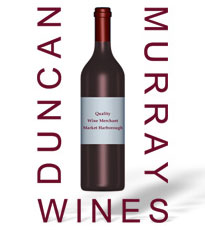 DUNCAN
MURRAY
WINES
Quality
Wine Merchant
Market Harborough